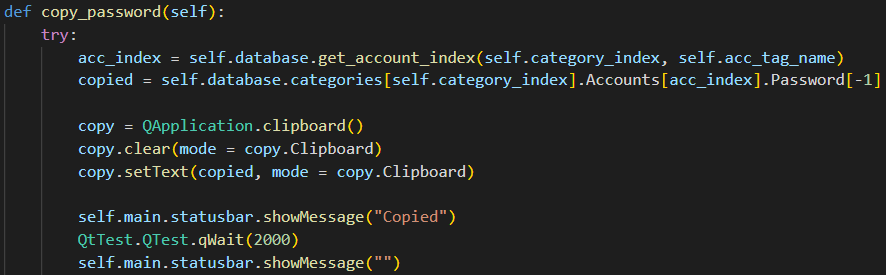 def copy_password(self):
    try:
        acc_index = self.database.get_account_index(self.category_index, self.acc_tag_name)
        copied = self.database.categories[self.category_index].Accounts[acc_index].Password[-1]

        copy = QApplication.clipboard()
        copy.clear(mode = copy.Clipboard)
        copy.setText(copied, mode = copy.Clipboard)

        self.main.statusbar.showMessage("Copied")
        QtTest.QTest.qWait(2000)
        self.main.statusbar.showMessage("")